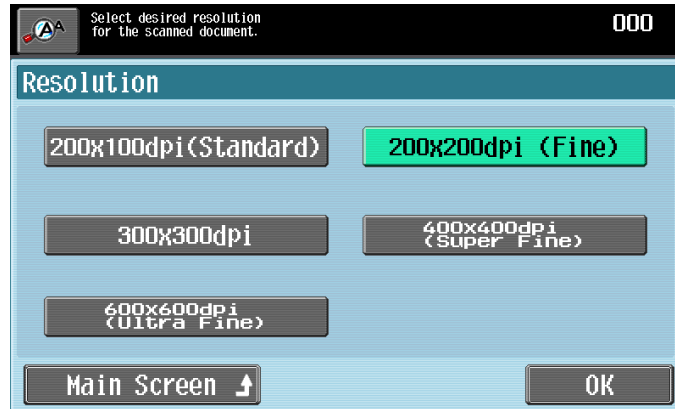 AA
Select desired resolution
for the scanned document.
000
Resolution
200x100dpi(Standard)
200x200dpi (Fine)
300x300dpi
400x400dpi
(Super Fine)
600x600dpi
(Ultra Fine)
Main Screen
OK